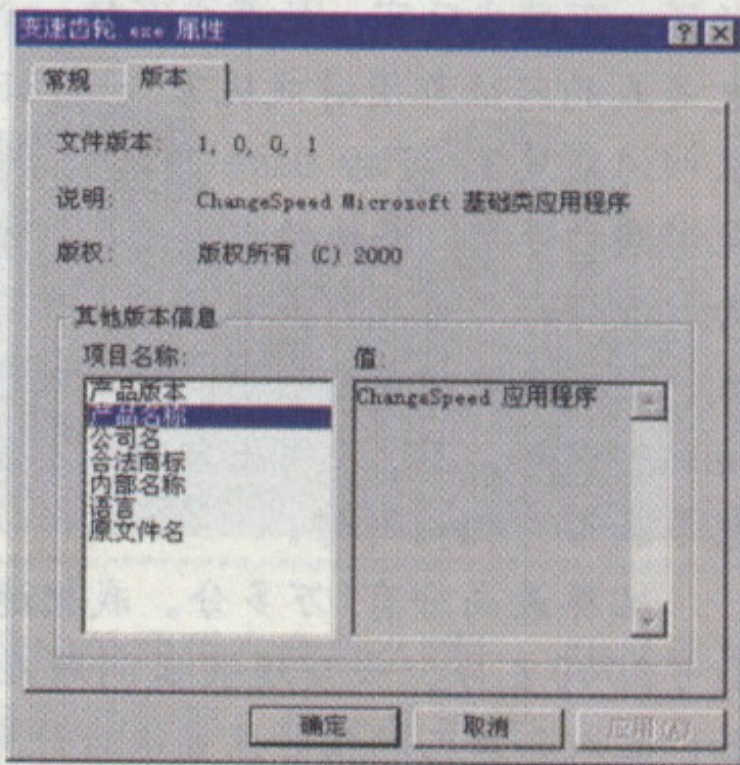 变速齿轮 exe 属性
常规 版本
文件版本: 1, 0, 0, 1
说明: ChangeSpeed Microsoft 基础类应用程序
版权: 版权所有 (C) 2000
其他版本信息
项目名称: 值:
产品版本 ChangeSpeed 应用程序
产品名称
公司名
合法商标
内部名称
语言
原文件名
确定 取消 应用(A)